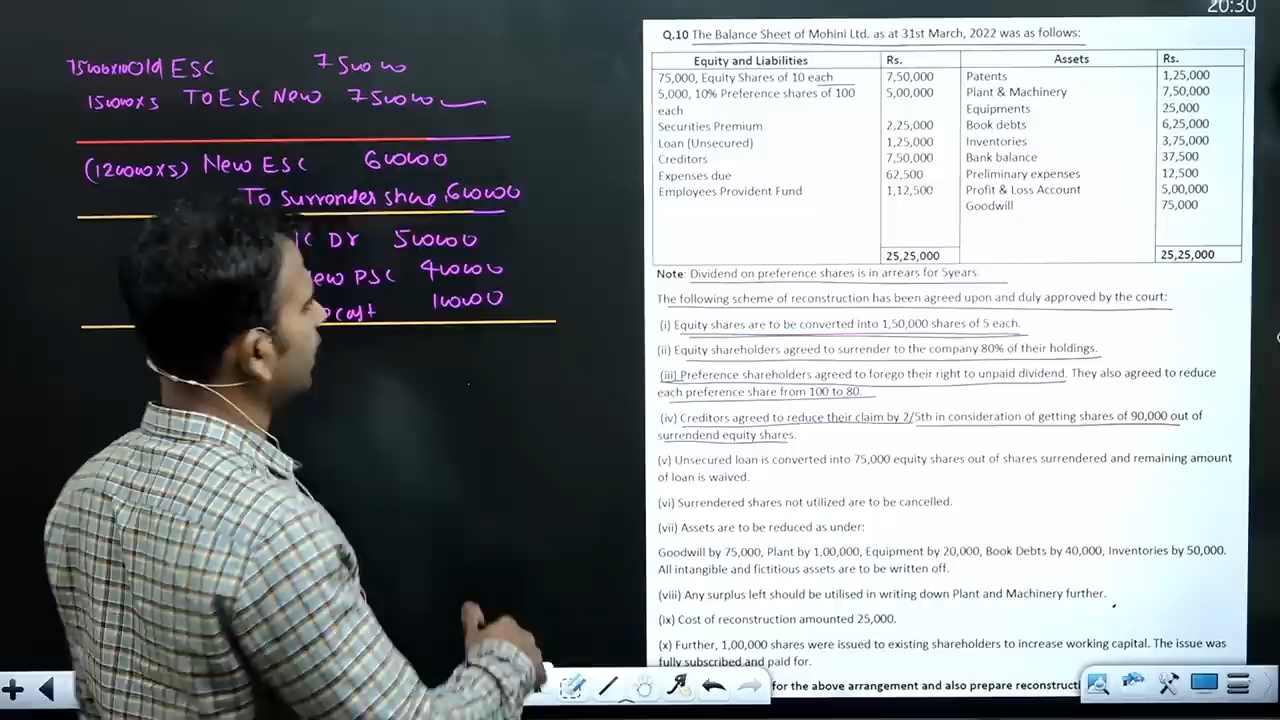 20:30
75000x10 Old ESC 750000
150000x5 To ESC New 750000
(120000x5) New ESC 600000
To Surrender share 600000
C Dr 500000
ew PSC 400000
ocast 100000
Q.10 The Balance Sheet of Mohini Ltd. as at 31st March, 2022 was as follows:
Equity and Liabilities Rs. Assets Rs.
75,000, Equity Shares of 10 each 7,50,000 Patents 1,25,000
5,000, 10% Preference shares of 100 5,00,000 Plant & Machinery 7,50,000
each Equipments 25,000
Securities Premium 2,25,000 Book debts 6,25,000
Loan (Unsecured) 1,25,000 Inventories 3,75,000
Creditors 7,50,000 Bank balance 37,500
Expenses due 62,500 Preliminary expenses 12,500
Employees Provident Fund 1,12,500 Profit & Loss Account 5,00,000
Goodwill 75,000
25,25,000 25,25,000
Note: Dividend on preference shares is in arrears for 5years.
The following scheme of reconstruction has been agreed upon and duly approved by the court:
(i) Equity shares are to be converted into 1,50,000 shares of 5 each.
(ii) Equity shareholders agreed to surrender to the company 80% of their holdings.
(iii) Preference shareholders agreed to forego their right to unpaid dividend. They also agreed to reduce
each preference share from 100 to 80.
(iv) Creditors agreed to reduce their claim by 2/5th in consideration of getting shares of 90,000 out of
surrendend equity shares.
(v) Unsecured loan is converted into 75,000 equity shares out of shares surrendered and remaining amount
of loan is waived.
(vi) Surrendered shares not utilized are to be cancelled.
(vii) Assets are to be reduced as under:
Goodwill by 75,000, Plant by 1,00,000, Equipment by 20,000, Book Debts by 40,000, Inventories by 50,000.
All intangible and fictitious assets are to be written off.
(viii) Any surplus left should be utilised in writing down Plant and Machinery further.
(ix) Cost of reconstruction amounted 25,000.
(x) Further, 1,00,000 shares were issued to existing shareholders to increase working capital. The issue was
fully subscribed and paid for.
for the above arrangement and also prepare reconstructi